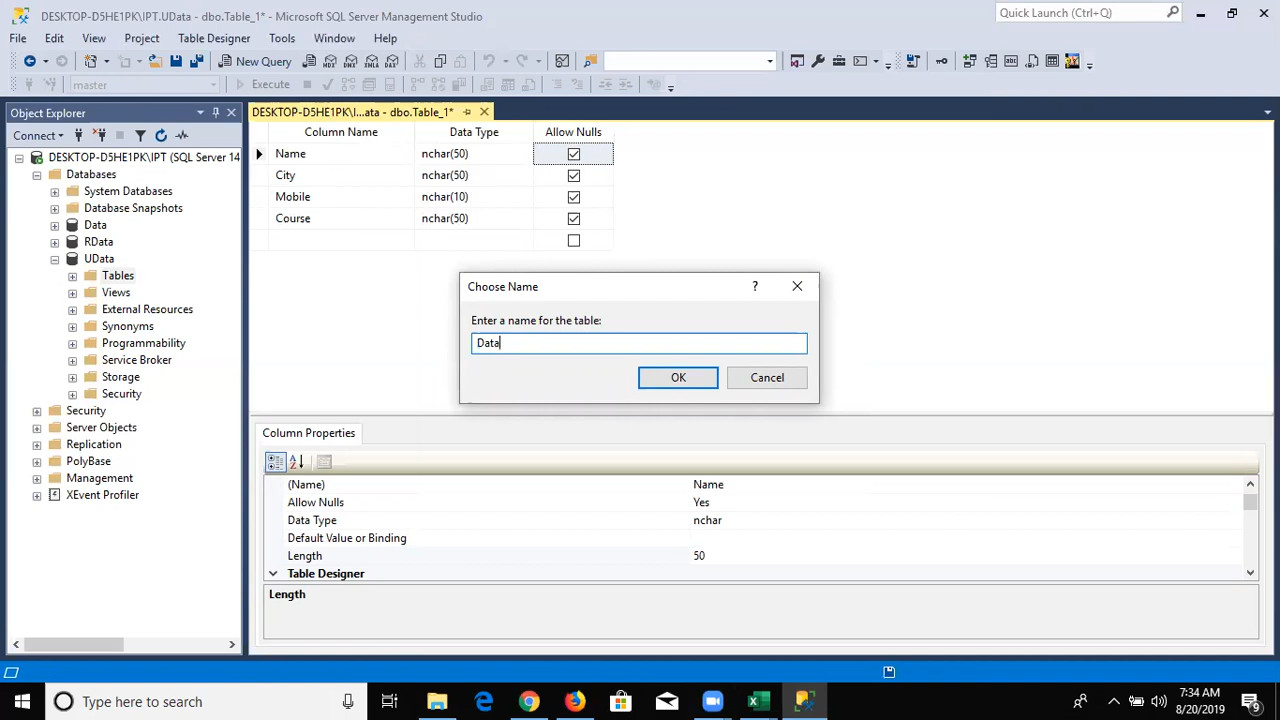 DESKTOP-D5HE1PK\IPT.UData - dbo.Table_1* - Microsoft SQL Server Management Studio
Quick Launch (Ctrl+Q)
File Edit View Project Table Designer Tools Window Help
New Query
master
Execute
Object Explorer
Connect
DESKTOP-D5HE1PK\IPT (SQL Server 14
Databases
System Databases
Database Snapshots
Data
RData
UData
Tables
Views
External Resources
Synonyms
Programmability
Service Broker
Storage
Security
Security
Server Objects
Replication
PolyBase
Management
XEvent Profiler
DESKTOP-D5HE1PK\I...ata - dbo.Table_1*
Column Name Data Type Allow Nulls
Name nchar(50)
City nchar(50)
Mobile nchar(10)
Course nchar(50)
Choose Name
Enter a name for the table:
Data
OK Cancel
Column Properties
(Name) Name
Allow Nulls Yes
Data Type nchar
Default Value or Binding
Length 50
Table Designer
Length
Type here to search
7:34 AM
8/20/2019
9